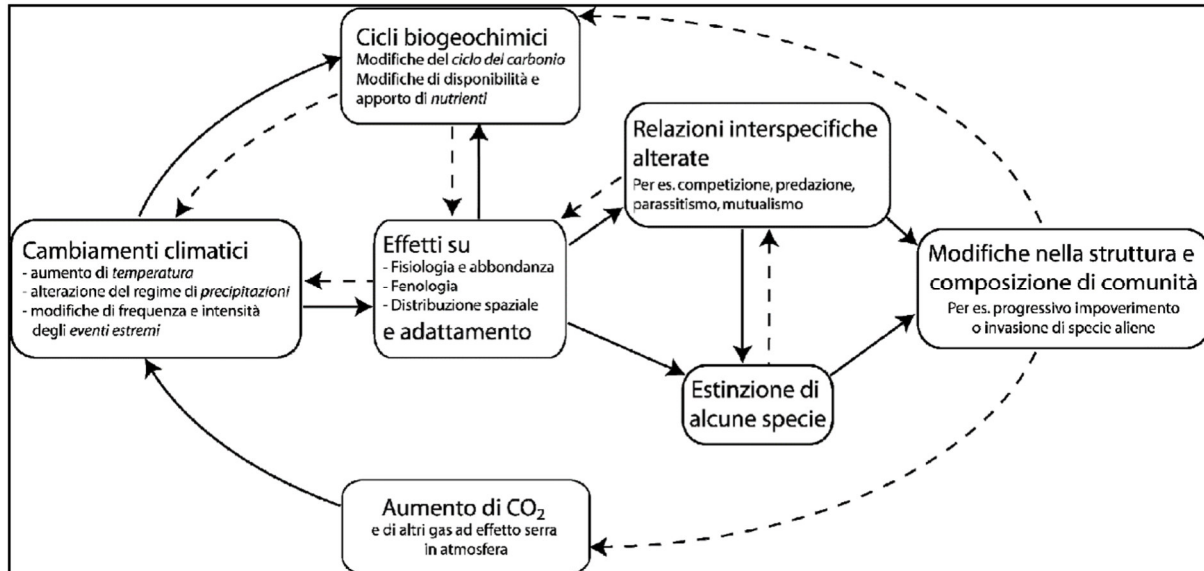 Cicli biogeochimici
Modifiche del ciclo del carbonio
Modifiche di disponibilità e
apporto di nutrienti
Relazioni interspecifiche
alterate
Per es. competizione, predazione,
parassitismo, mutualismo
Cambiamenti climatici
- aumento di temperatura
- alterazione del regime di precipitazioni
- modifiche di frequenza e intensità
degli eventi estremi
Effetti su
- Fisiologia e abbondanza
- Fenologia
- Distribuzione spaziale
e adattamento
Modifiche nella struttura e
composizione di comunità
Per es. progressivo impoverimento
o invasione di specie aliene
Estinzione di
alcune specie
Aumento di CO₂
e di altri gas ad effetto serra
in atmosfera